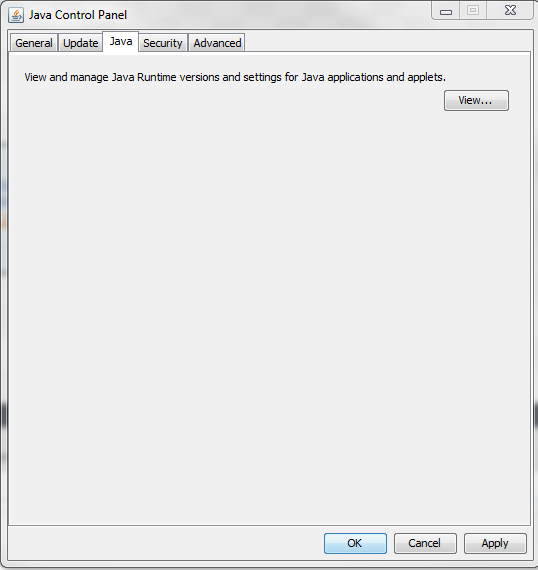 Java Control Panel
General Update Java Security Advanced
View and manage Java Runtime versions and settings for Java applications and applets.
View...
OK Cancel Apply